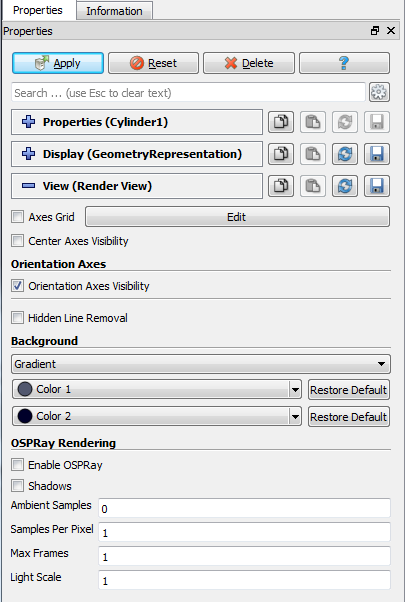 Properties Information
Properties
Apply Reset Delete ?
Search ... (use Esc to clear text)
Properties (Cylinder1)
Display (GeometryRepresentation)
View (Render View)
Axes Grid Edit
Center Axes Visibility
Orientation Axes
Orientation Axes Visibility
Hidden Line Removal
Background
Gradient
Color 1 Restore Default
Color 2 Restore Default
OSPRay Rendering
Enable OSPRay
Shadows
Ambient Samples 0
Samples Per Pixel 1
Max Frames 1
Light Scale 1